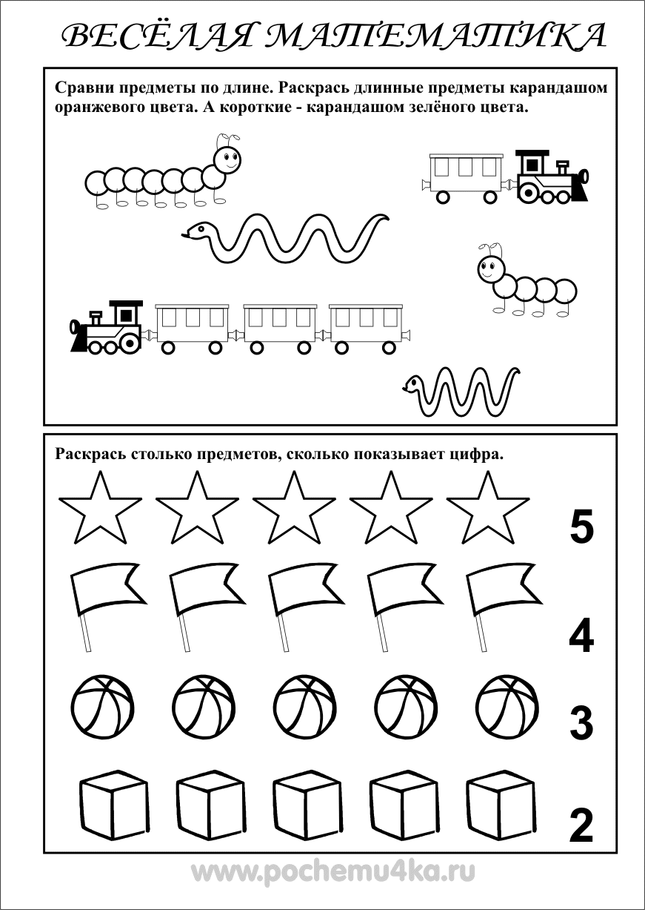 ВЕСЁЛАЯ МАТЕМАТИКА
Сравни предметы по длине. Раскрась длинные предметы карандашом
оранжевого цвета. А короткие - карандашом зелёного цвета.
Раскрась столько предметов, сколько показывает цифра.
5
4
3
2
www.pochemu4ka.ru